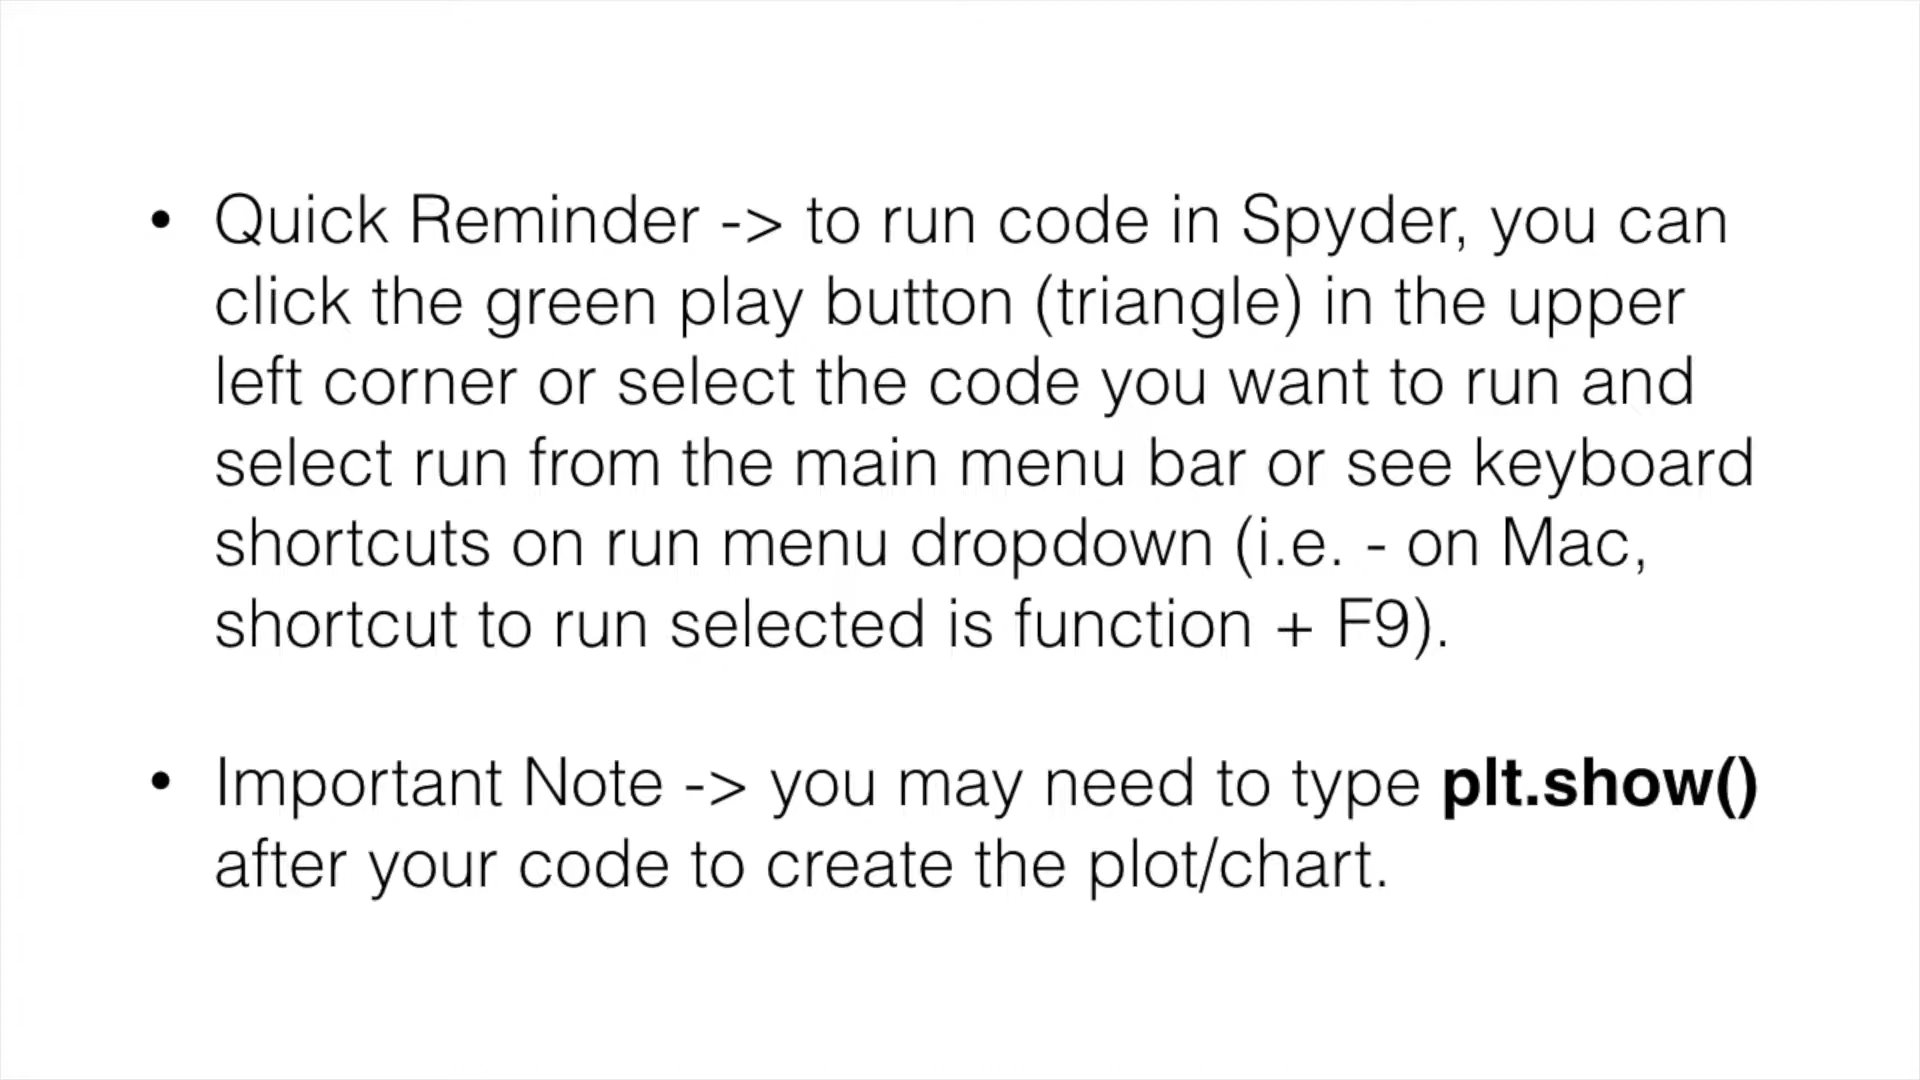 • Quick Reminder -> to run code in Spyder, you can
click the green play button (triangle) in the upper
left corner or select the code you want to run and
select run from the main menu bar or see keyboard
shortcuts on run menu dropdown (i.e. - on Mac,
shortcut to run selected is function + F9).
• Important Note -> you may need to type plt.show()
after your code to create the plot/chart.